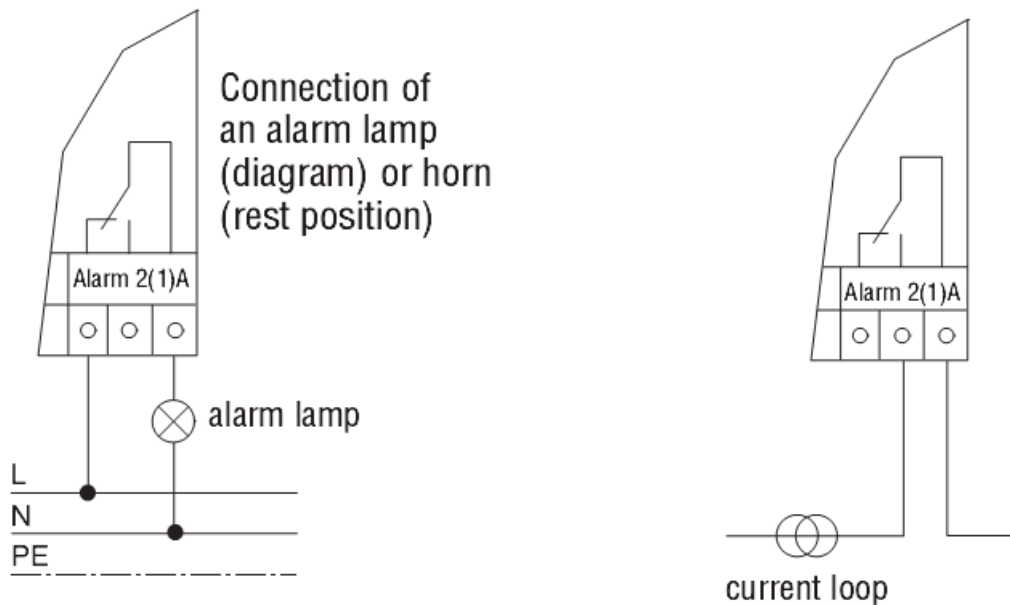 Connection of
an alarm lamp
(diagram) or horn
(rest position)
Alarm 2(1)A
alarm lamp
L
N
PE
Alarm 2(1)A
current loop